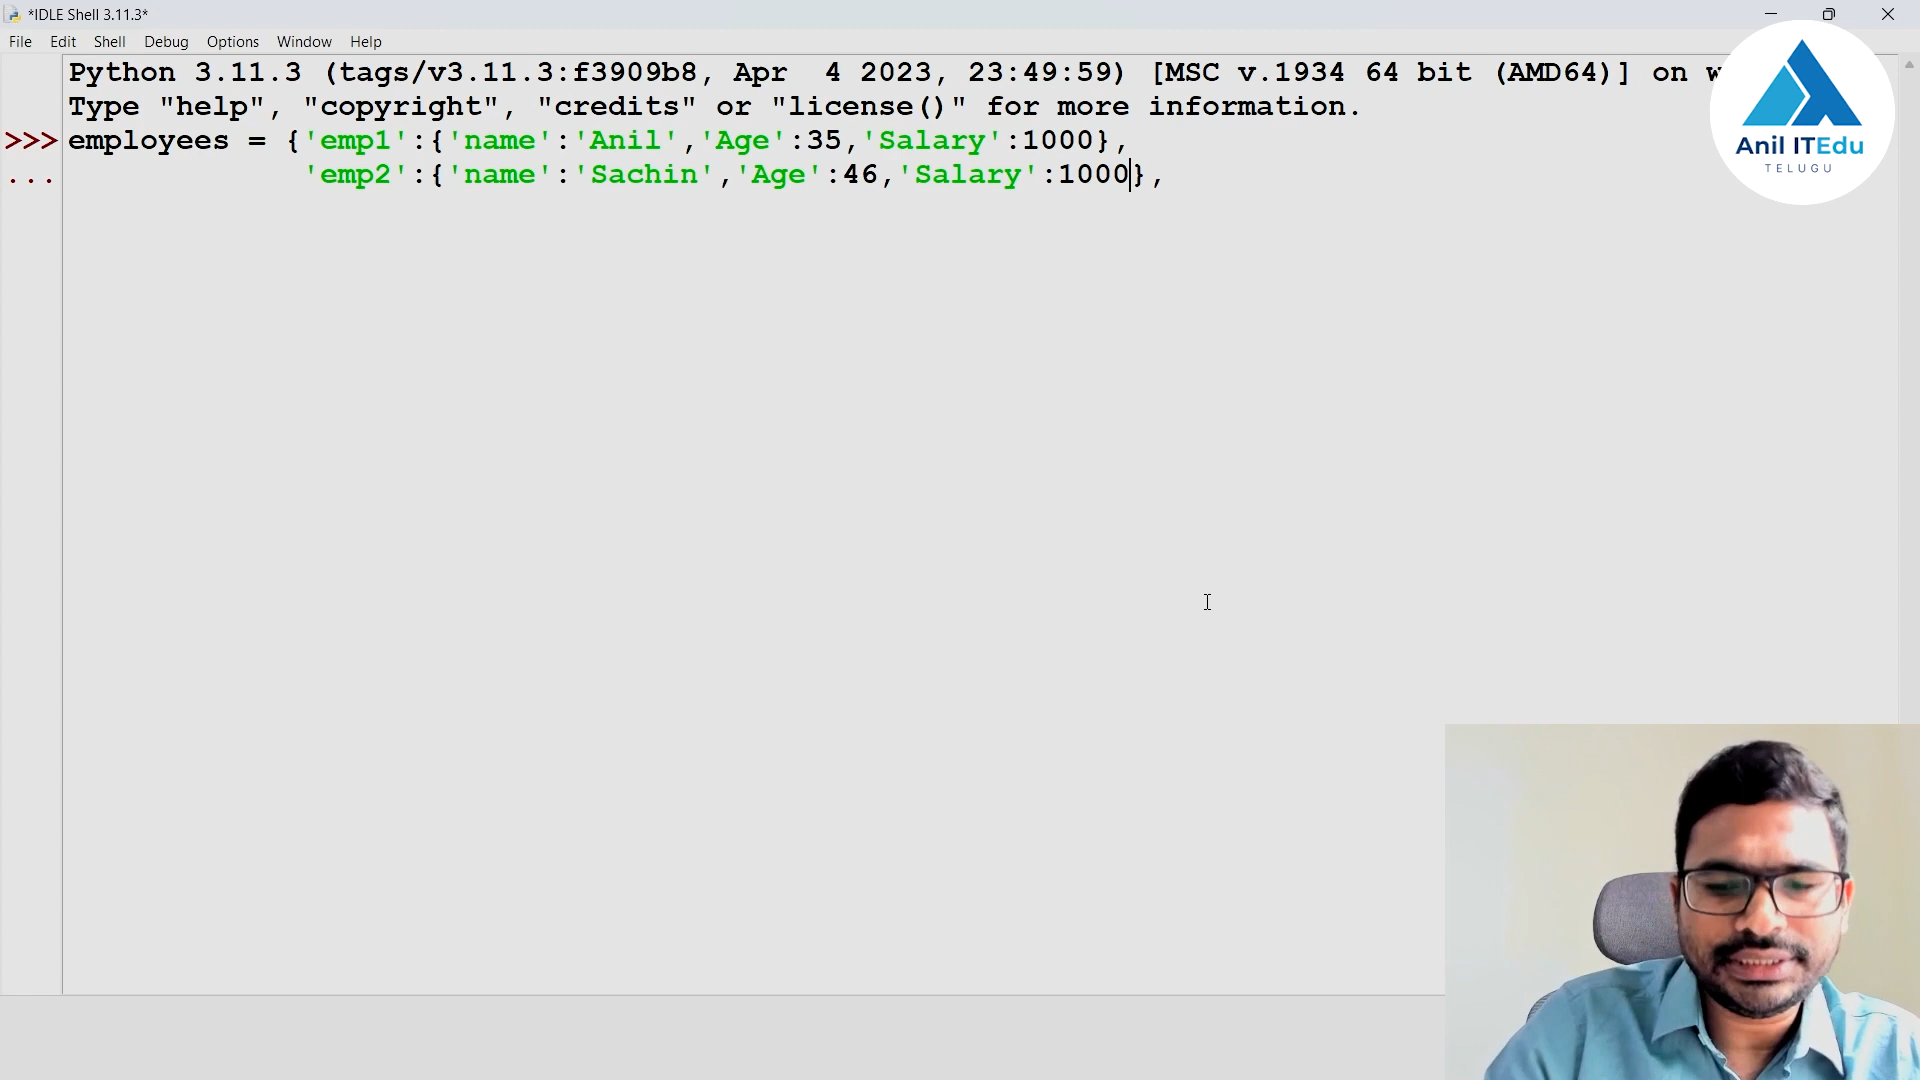 *IDLE Shell 3.11.3*
File Edit Shell Debug Options Window Help
Python 3.11.3 (tags/v3.11.3:f3909b8, Apr  4 2023, 23:49:59) [MSC v.1934 64 bit (AMD64)] on
Type "help", "copyright", "credits" or "license()" for more information.
>>> employees = {'emp1':{'name':'Anil','Age':35,'Salary':1000},
... 'emp2':{'name':'Sachin','Age':46,'Salary':1000},
Anil ITEdu
TELUGU